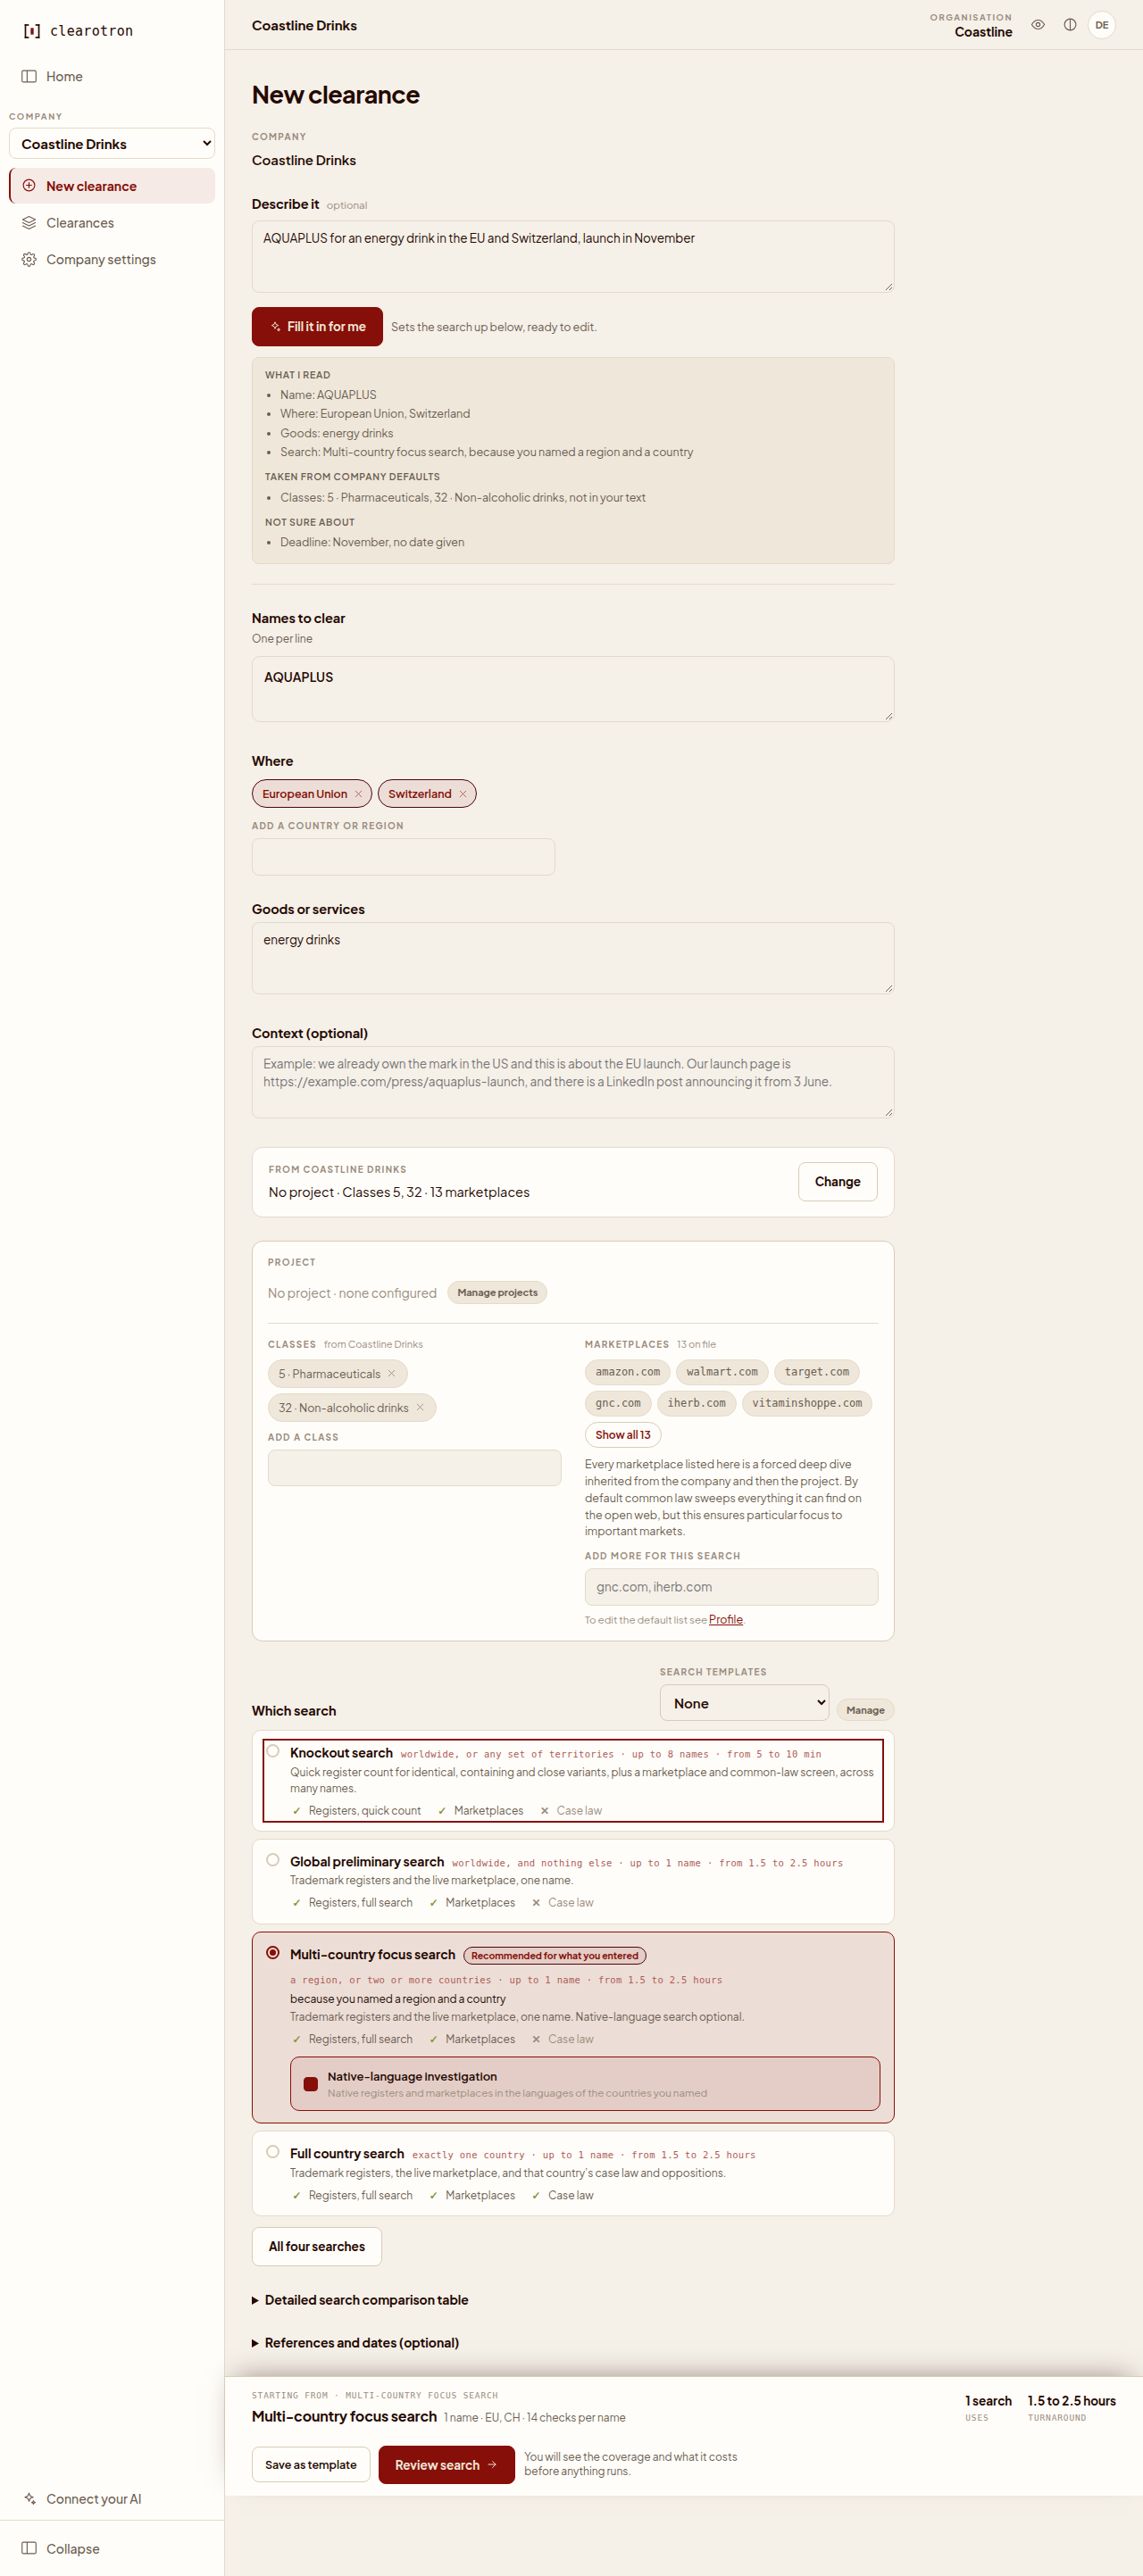 clearotron
Home
COMPANY
Coastline Drinks
New clearance
Clearances
Company settings
Connect your AI
Collapse
Coastline Drinks
ORGANISATION
Coastline
DE
New clearance
COMPANY
Coastline Drinks
Describe it optional
AQUAPLUS for an energy drink in the EU and Switzerland, launch in November
Fill it in for me
Sets the search up below, ready to edit.
WHAT I READ
• Name: AQUAPLUS
• Where: European Union, Switzerland
• Goods: energy drinks
• Search: Multi-country focus search, because you named a region and a country
TAKEN FROM COMPANY DEFAULTS
• Classes: 5 · Pharmaceuticals, 32 · Non-alcoholic drinks, not in your text
NOT SURE ABOUT
• Deadline: November, no date given
Names to clear
One per line
AQUAPLUS
Where
European Union ×
Switzerland ×
ADD A COUNTRY OR REGION
Goods or services
energy drinks
Context (optional)
Example: we already own the mark in the US and this is about the EU launch. Our launch page is
https://example.com/press/aquaplus-launch, and there is a LinkedIn post announcing it from 3 June.
FROM COASTLINE DRINKS
No project · Classes 5, 32 · 13 marketplaces
Change
PROJECT
No project · none configured
Manage projects
CLASSES from Coastline Drinks
5 · Pharmaceuticals ×
32 · Non-alcoholic drinks ×
ADD A CLASS
MARKETPLACES 13 on file
amazon.com walmart.com target.com
gnc.com iherb.com vitaminshoppe.com
Show all 13
Every marketplace listed here is a forced deep dive
inherited from the company and then the project. By
default common law sweeps everything it can find on
the open web, but this ensures particular focus to
important markets.
ADD MORE FOR THIS SEARCH
gnc.com, iherb.com
To edit the default list see Profile.
Which search
SEARCH TEMPLATES
None
Manage
Knockout search worldwide, or any set of territories · up to 8 names · from 5 to 10 min
Quick register count for identical, containing and close variants, plus a marketplace and common-law screen, across
many names.
✓ Registers, quick count ✓ Marketplaces ✕ Case law
Global preliminary search worldwide, and nothing else · up to 1 name · from 1.5 to 2.5 hours
Trademark registers and the live marketplace, one name.
✓ Registers, full search ✓ Marketplaces ✕ Case law
Multi-country focus search Recommended for what you entered
a region, or two or more countries · up to 1 name · from 1.5 to 2.5 hours
because you named a region and a country
Trademark registers and the live marketplace, one name. Native-language search optional.
✓ Registers, full search ✓ Marketplaces ✕ Case law
Native-language investigation
Native registers and marketplaces in the languages of the countries you named
Full country search exactly one country · up to 1 name · from 1.5 to 2.5 hours
Trademark registers, the live marketplace, and that country's case law and oppositions.
✓ Registers, full search ✓ Marketplaces ✓ Case law
All four searches
Detailed search comparison table
References and dates (optional)
STARTING FROM · MULTI-COUNTRY FOCUS SEARCH
Multi-country focus search 1 name · EU, CH · 14 checks per name
1 search
USES
1.5 to 2.5 hours
TURNAROUND
Save as template
Review search →
You will see the coverage and what it costs
before anything runs.